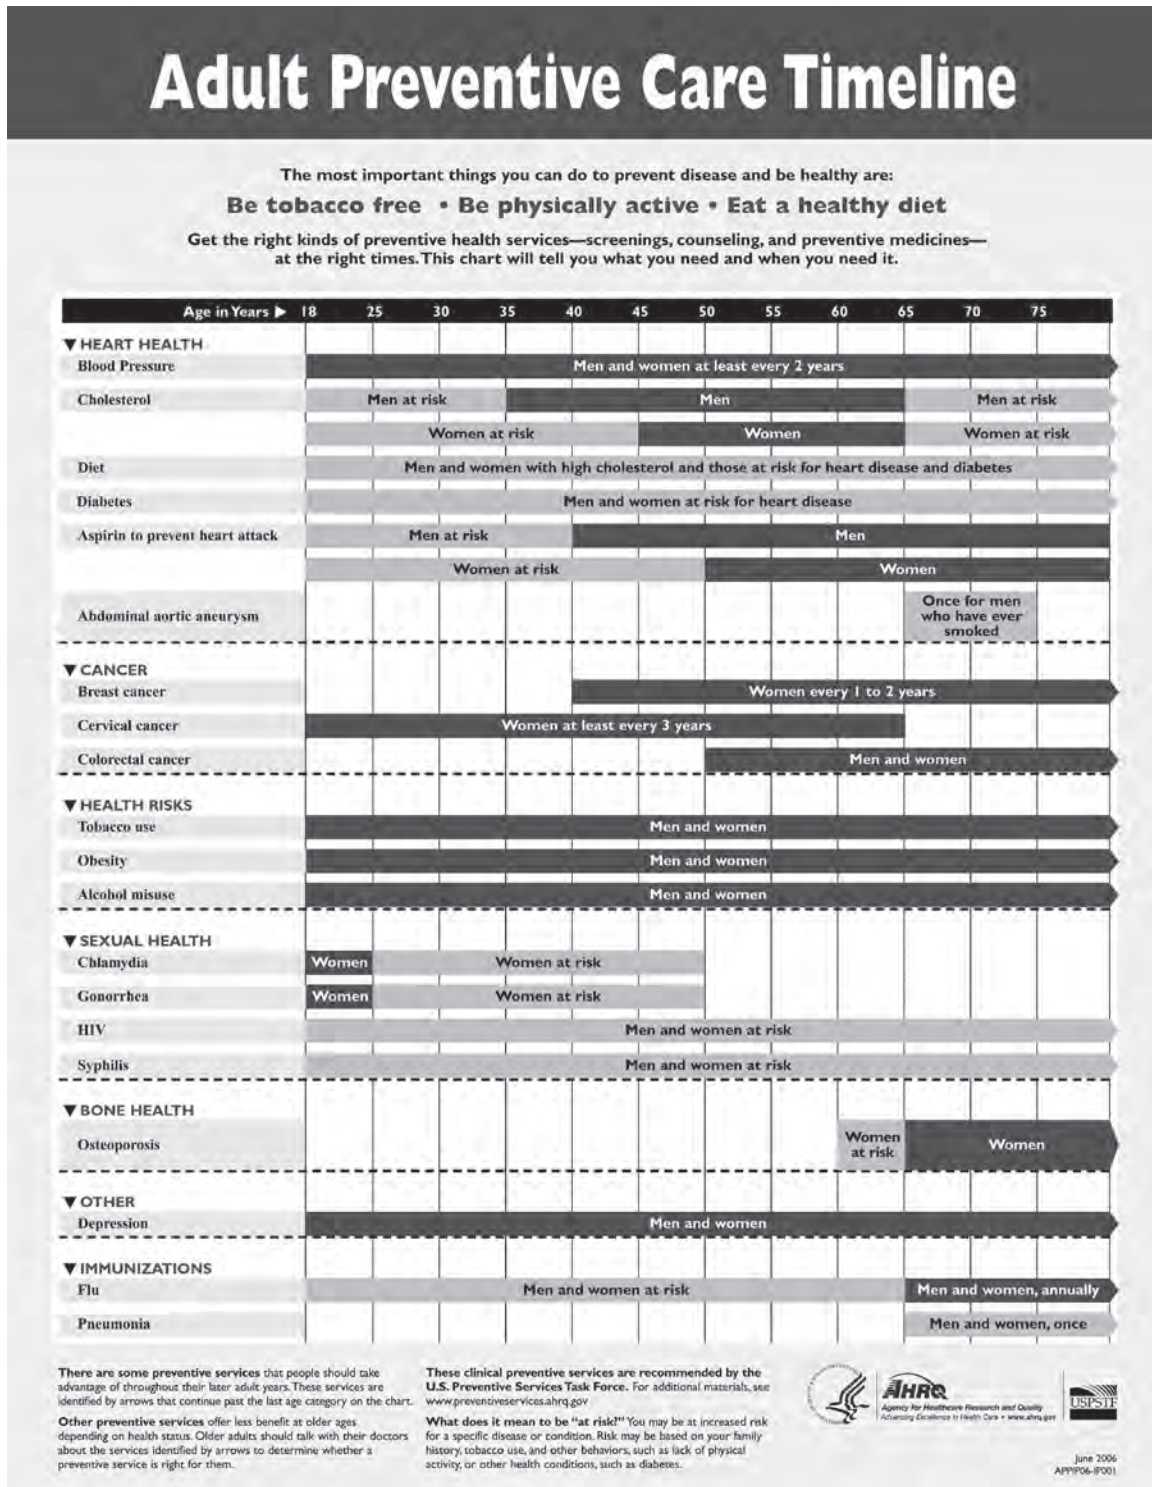 Adult Preventive Care Timeline
The most important things you can do to prevent disease and be healthy are:
Be tobacco free • Be physically active • Eat a healthy diet
Get the right kinds of preventive health services—screenings, counseling, and preventive medicines—
at the right times. This chart will tell you what you need and when you need it.
Age in Years ▶ 18 25 30 35 40 45 50 55 60 65 70 75
▼ HEART HEALTH
Blood Pressure Men and women at least every 2 years
Cholesterol Men at risk Men Men at risk
Women at risk Women Women at risk
Diet Men and women with high cholesterol and those at risk for heart disease and diabetes
Diabetes Men and women at risk for heart disease
Aspirin to prevent heart attack Men at risk Men
Women at risk Women
Abdominal aortic aneurysm Once for men
who have ever
smoked
▼ CANCER
Breast cancer Women every 1 to 2 years
Cervical cancer Women at least every 3 years
Colorectal cancer Men and women
▼ HEALTH RISKS
Tobacco use Men and women
Obesity Men and women
Alcohol misuse Men and women
▼ SEXUAL HEALTH
Chlamydia Women Women at risk
Gonorrhea Women Women at risk
HIV Men and women at risk
Syphilis Men and women at risk
▼ BONE HEALTH
Osteoporosis Women
at risk Women
▼ OTHER
Depression Men and women
▼ IMMUNIZATIONS
Flu Men and women at risk Men and women, annually
Pneumonia Men and women, once
There are some preventive services that people should take
advantage of throughout their later adult years. These services are
identified by arrows that continue past the last age category on the chart.
Other preventive services offer less benefit at older ages
depending on health status. Older adults should talk with their doctors
about the services identified by arrows to determine whether a
preventive service is right for them.
These clinical preventive services are recommended by the
U.S. Preventive Services Task Force. For additional materials, see
www.preventiveservices.ahrq.gov
What does it mean to be "at risk?" You may be at increased risk
for a specific disease or condition. Risk may be based on your family
history, tobacco use, and other behaviors, such as lack of physical
activity, or other health conditions, such as diabetes.
AHRQ
Agency for Healthcare Research and Quality
Advancing Excellence in Health Care • www.ahrq.gov
USPSTF
June 2006
APPIP06-IP001